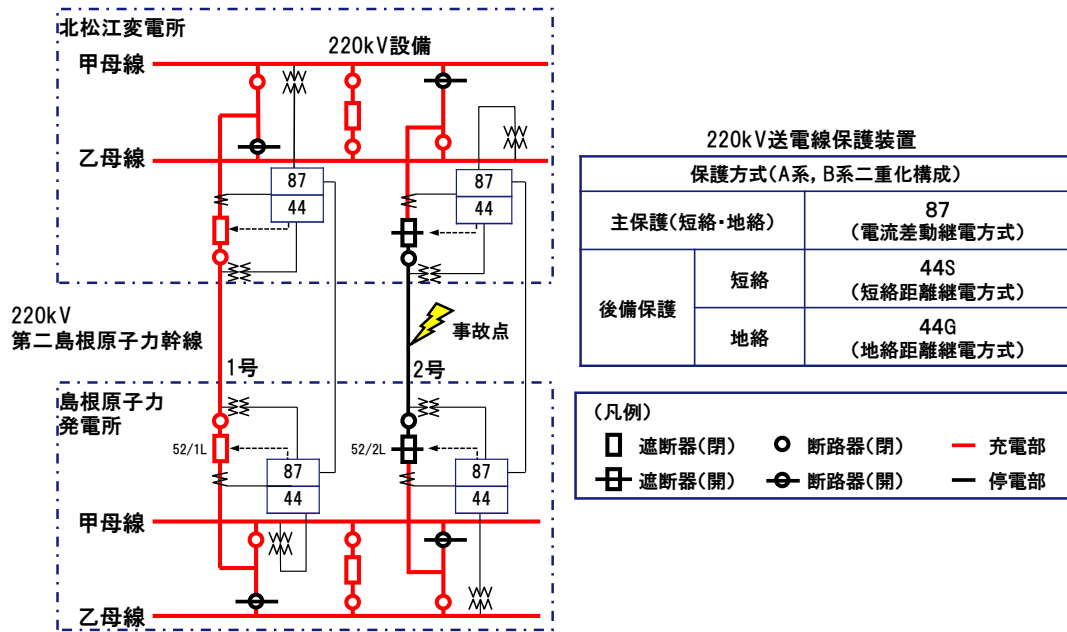 北松江変電所
220kV設備
甲母線
乙母線
87
44
87
44
220kV
第二島根原子力幹線
事故点
1号
2号
島根原子力
発電所
52/1L
52/2L
87
44
87
44
甲母線
乙母線
220kV送電線保護装置
保護方式(A系,B系二重化構成)
主保護(短絡・地絡)
87
(電流差動継電方式)
後備保護
短絡
44S
(短絡距離継電方式)
地絡
44G
(地絡距離継電方式)
(凡例)
遮断器(閉)
断路器(閉)
充電部
遮断器(開)
断路器(開)
停電部